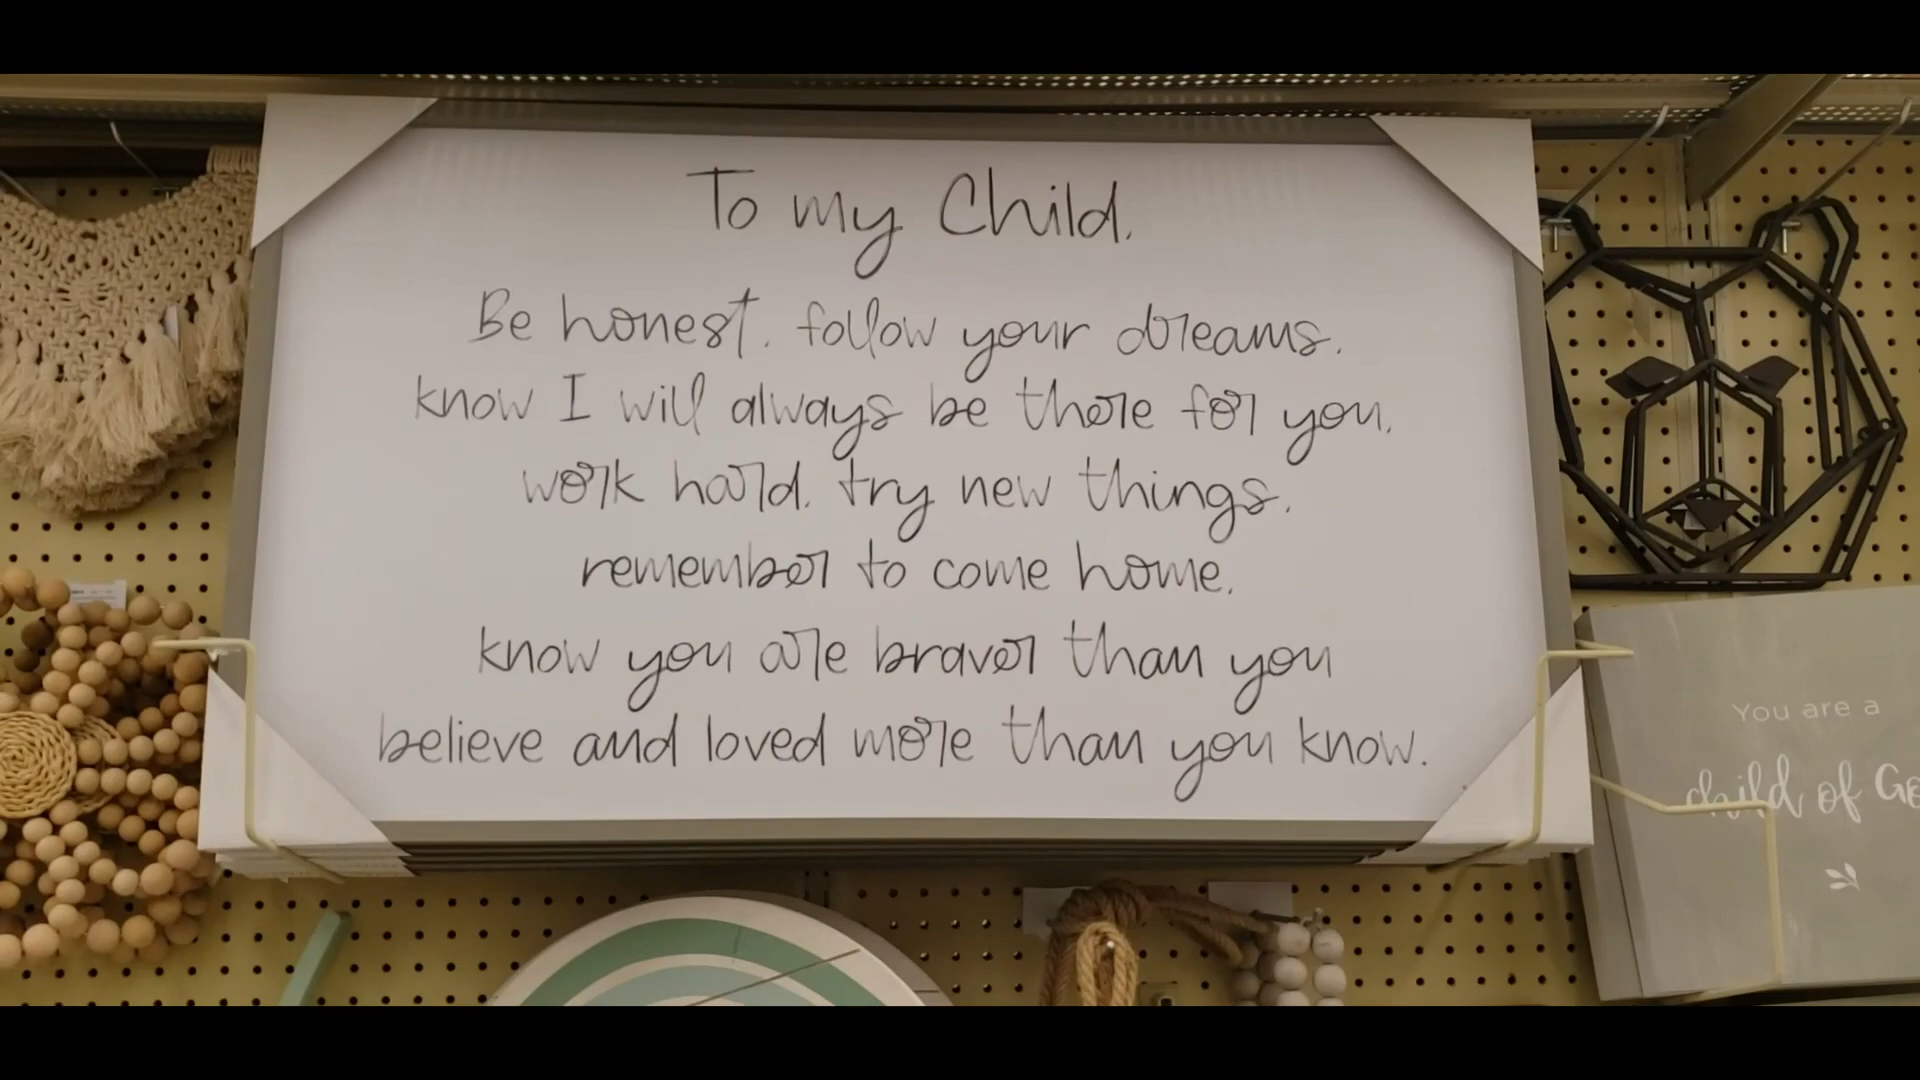 To my Child,
Be honest. follow your dreams.
know I will always be there for you.
work hard. try new things.
remember to come home.
know you are braver than you
believe and loved more than you know.
You are a
child of